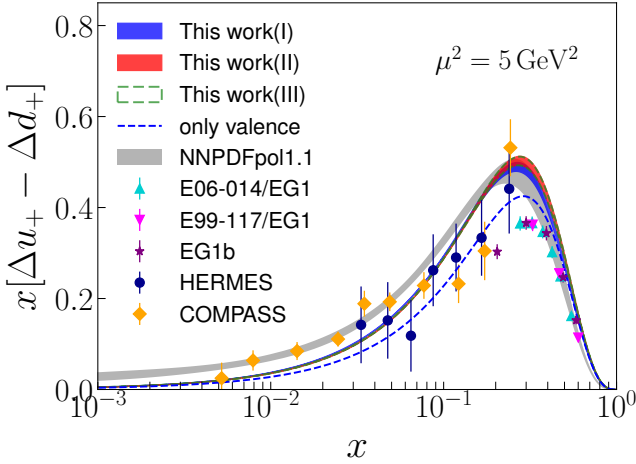 0.8
This work(I)
This work(II)
μ² = 5 GeV²
This work(III)
0.6
only valence
NNPDFpol1.1
E06-014/EG1
0.4
E99-117/EG1
EG1b
HERMES
0.2
COMPASS
0.0
x[Δu₊ − Δd₊]
10⁻³ 10⁻² 10⁻¹ 10⁰
x